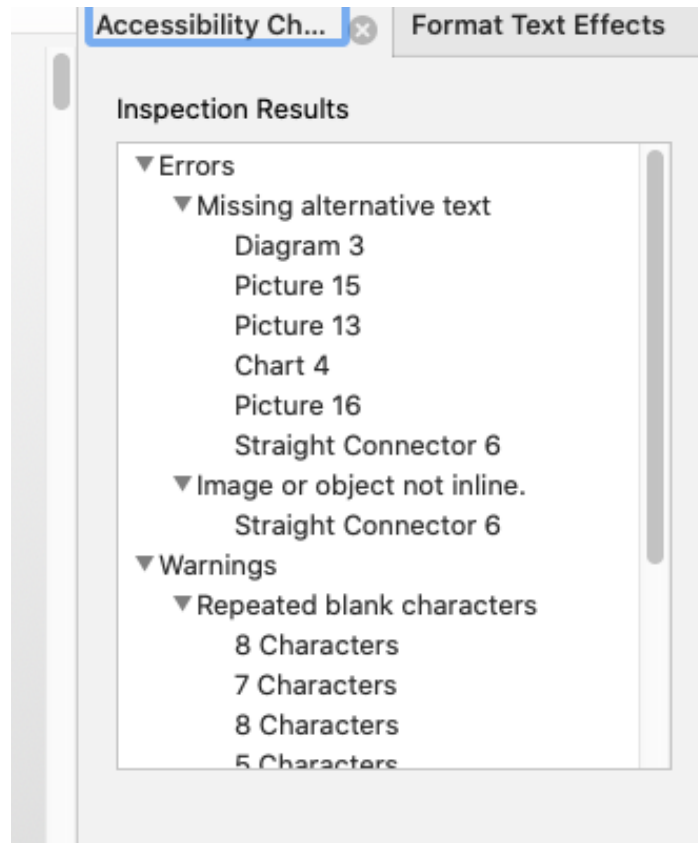 Accessibility Ch... Format Text Effects
Inspection Results
Errors
Missing alternative text
Diagram 3
Picture 15
Picture 13
Chart 4
Picture 16
Straight Connector 6
Image or object not inline.
Straight Connector 6
Warnings
Repeated blank characters
8 Characters
7 Characters
8 Characters
5 Characters